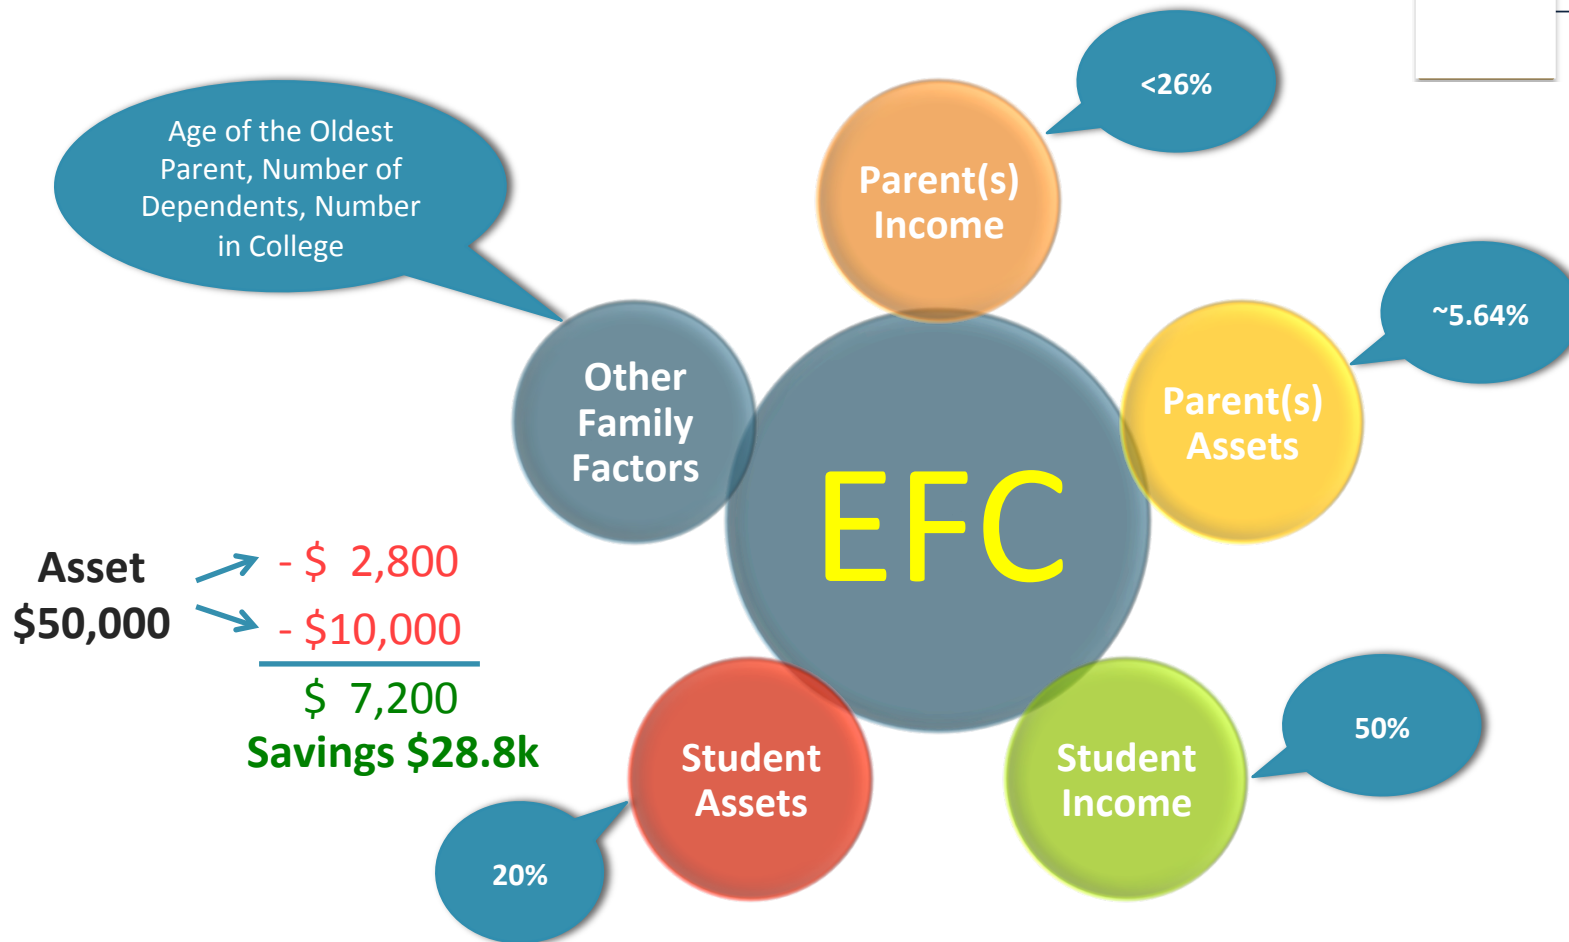 <26%
Age of the Oldest
Parent, Number of
Dependents, Number
in College
Parent(s)
Income
~5.64%
Other
Family
Factors
Parent(s)
Assets
EFC
Asset
$50,000
- $ 2,800
- $10,000
$ 7,200
Savings $28.8k
Student
Assets
Student
Income
50%
20%